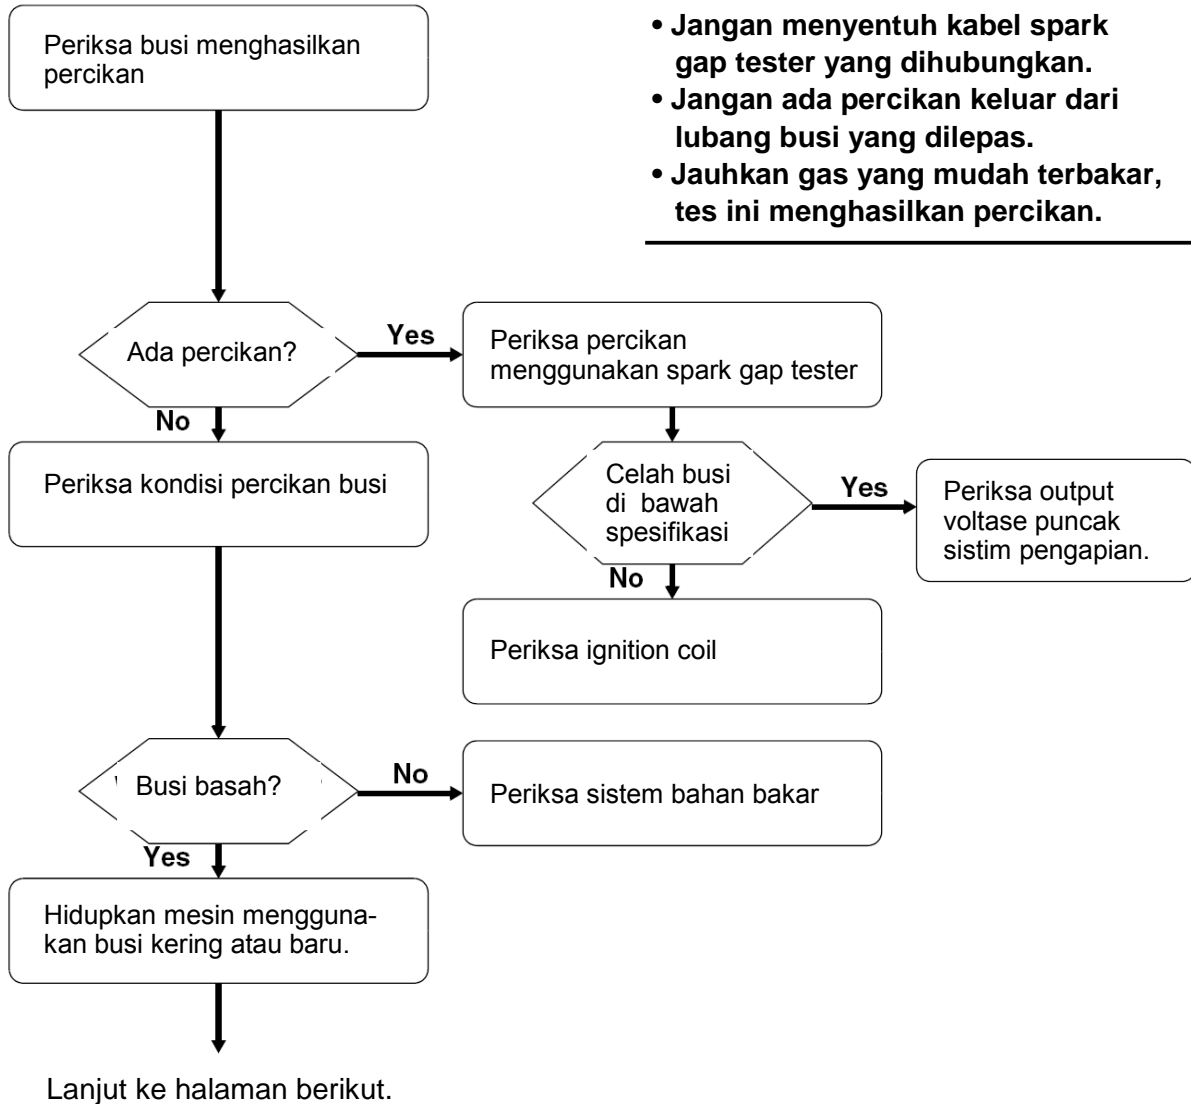 Periksa busi menghasilkan
percikan
• Jangan menyentuh kabel spark
gap tester yang dihubungkan.
• Jangan ada percikan keluar dari
lubang busi yang dilepas.
• Jauhkan gas yang mudah terbakar,
tes ini menghasilkan percikan.
Ada percikan?
Yes
Periksa percikan
menggunakan spark gap tester
No
Periksa kondisi percikan busi
Celah busi
di bawah
spesifikasi
Yes
Periksa output
voltase puncak
sistim pengapian.
No
Periksa ignition coil
Busi basah?
No
Periksa sistem bahan bakar
Yes
Hidupkan mesin mengguna-
kan busi kering atau baru.
Lanjut ke halaman berikut.